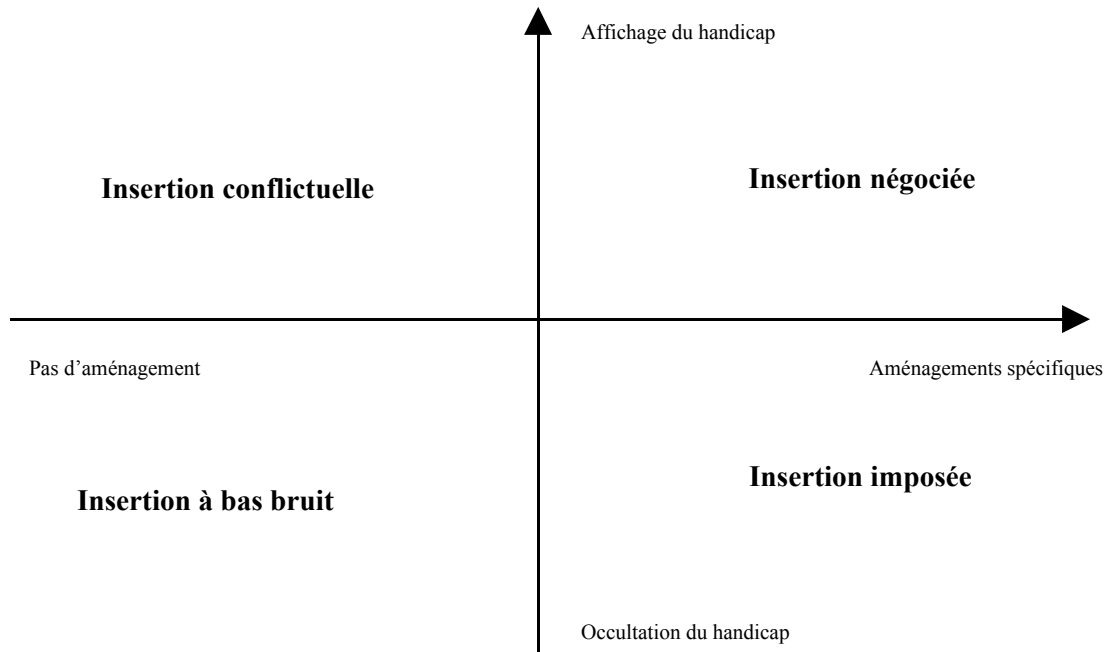 Affichage du handicap
Insertion conflictuelle
Insertion négociée
Pas d’aménagement
Aménagements spécifiques
Insertion à bas bruit
Insertion imposée
Occultation du handicap